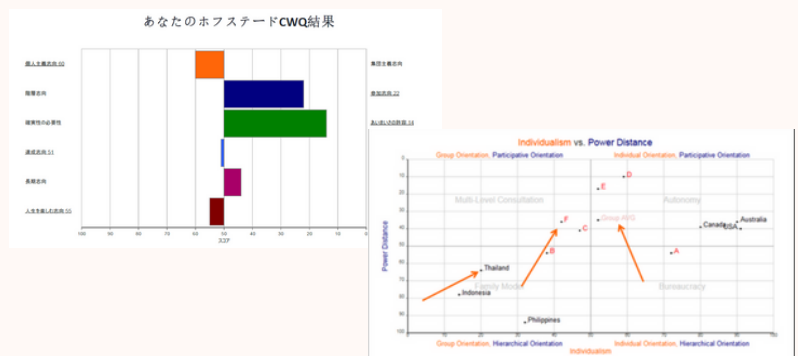 あなたのホフステードCWQ結果
個人主義志向 60
集団主義志向
階層志向
参加志向 22
確実性の必要性
あいまいさの許容 14
達成志向 51
長期志向
人生を楽しむ志向 55
100 90 80 70 60 50 40 30 20 10 0
スコア
Individualism vs. Power Distance
Group Orientation, Participative Orientation
Individual Orientation, Participative Orientation
Power Distance
D
E
Multi-Level Consultation
Autonomy
F
Group AVG
C
Canada
USA
Australia
B
A
Thailand
Family Model
Bureaucracy
Indonesia
Philippines
Group Orientation, Hierarchical Orientation
Individual Orientation, Hierarchical Orientation
Individualism